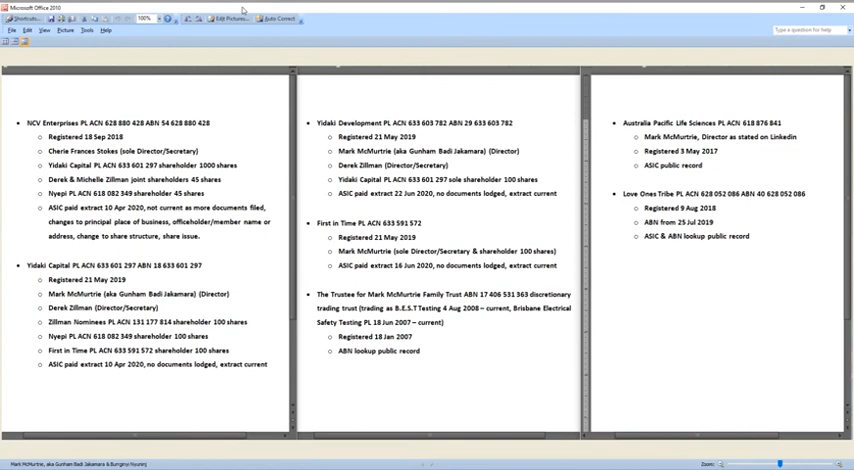 Microsoft Office 2010
Shortcuts...
100%
Edit Pictures...
Auto Correct
File Edit View Picture Tools Help
Type a question for help
• NCV Enterprises PL ACN 628 880 428 ABN 54 628 880 428
o Registered 18 Sep 2018
o Cherie Frances Stokes (sole Director/Secretary)
o Yidaki Capital PL ACN 633 601 297 shareholder 1000 shares
o Derek & Michelle Zillman joint shareholders 45 shares
o Nyepi PL ACN 618 082 349 shareholder 45 shares
o ASIC paid extract 10 Apr 2020, not current as more documents filed,
changes to principal place of business, officeholder/member name or
address, change to share structure, share issue.
• Yidaki Capital PL ACN 633 601 297 ABN 18 633 601 297
o Registered 21 May 2019
o Mark McMurtrie (aka Gunham Badi Jakamara) (Director)
o Derek Zillman (Director/Secretary)
o Zillman Nominees PL ACN 131 177 814 shareholder 100 shares
o Nyepi PL ACN 618 082 349 shareholder 100 shares
o First in Time PL ACN 633 591 572 shareholder 100 shares
o ASIC paid extract 10 Apr 2020, no documents lodged, extract current
• Yidaki Development PL ACN 633 603 782 ABN 29 633 603 782
o Registered 21 May 2019
o Mark McMurtrie (aka Gunham Badi Jakamara) (Director)
o Derek Zillman (Director/Secretary)
o Yidaki Capital PL ACN 633 601 297 sole shareholder 100 shares
o ASIC paid extract 22 Jun 2020, no documents lodged, extract current
• First in Time PL ACN 633 591 572
o Registered 21 May 2019
o Mark McMurtrie (sole Director/Secretary & shareholder 100 shares)
o ASIC paid extract 16 Jun 2020, no documents lodged, extract current
• The Trustee for Mark McMurtrie Family Trust ABN 17 406 531 363 discretionary
trading trust (trading as B.E.S.T Testing 4 Aug 2008 – current, Brisbane Electrical
Safety Testing PL 18 Jun 2007 – current)
o Registered 18 Jan 2007
o ABN lookup public record
• Australia Pacific Life Sciences PL ACN 618 876 841
o Mark McMurtrie, Director as stated on Linkedin
o Registered 3 May 2017
o ASIC public record
• Love Ones Tribe PL ACN 628 052 086 ABN 40 628 052 086
o Registered 9 Aug 2018
o ABN from 25 Jul 2019
o ASIC & ABN lookup public record
Mark McMurtrie, aka Gunham Badi Jakamara & Bunginyi Nyuninj
Zoom: